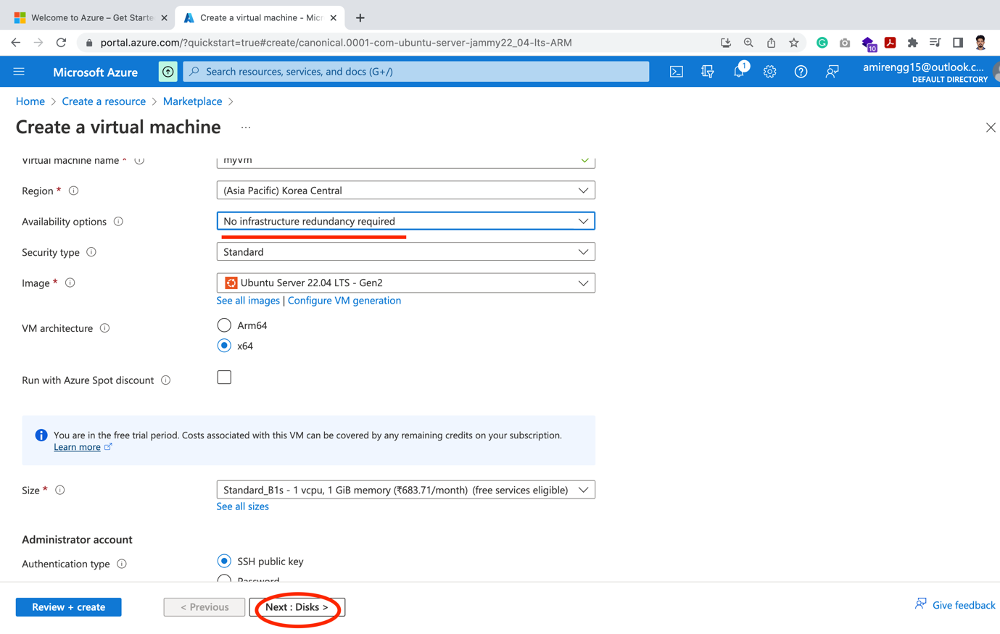 Welcome to Azure – Get Starte
Create a virtual machine - Mic
portal.azure.com/?quickstart=true#create/canonical.0001-com-ubuntu-server-jammy22_04-lts-ARM
10
Microsoft Azure
Search resources, services, and docs (G+/)
1
amirengg15@outlook.c...
DEFAULT DIRECTORY
Home > Create a resource > Marketplace >
Create a virtual machine ...
Virtual machine name * myVm
Region * (Asia Pacific) Korea Central
Availability options No infrastructure redundancy required
Security type Standard
Image * Ubuntu Server 22.04 LTS - Gen2
See all images | Configure VM generation
VM architecture Arm64
x64
Run with Azure Spot discount
You are in the free trial period. Costs associated with this VM can be covered by any remaining credits on your subscription.
Learn more
Size * Standard_B1s - 1 vcpu, 1 GiB memory (₹683.71/month) (free services eligible)
See all sizes
Administrator account
Authentication type SSH public key
Password
Review + create < Previous Next : Disks > Give feedback